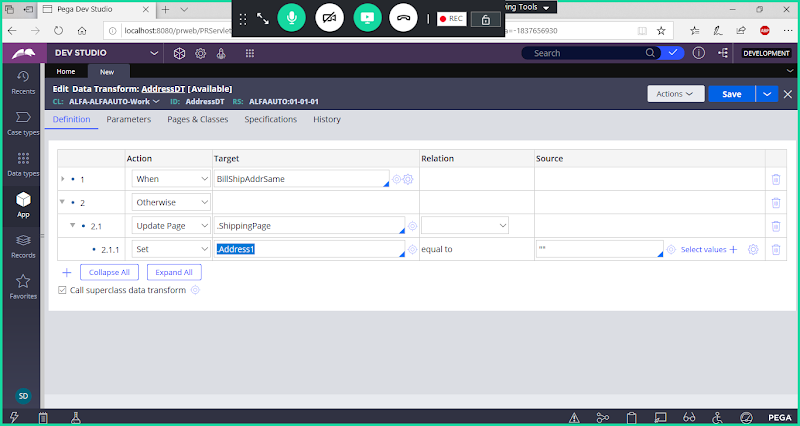 Pega Dev Studio
ving Tools
REC
localhost:8080/prweb/PRServlet
a=-1837656930
ABP
DEV STUDIO
Search
DEVELOPMENT
Home
New
Edit Data Transform: AddressDT [Available]
CL: ALFA-ALFAAUTO-Work ID: AddressDT RS: ALFAAUTO:01-01-01
Actions
Save
Recents
Case types
Data types
App
Records
Favorites
SD
Definition Parameters Pages & Classes Specifications History
Action Target Relation Source
1 When BillShipAddrSame
2 Otherwise
2.1 Update Page .ShippingPage
2.1.1 Set .Address1 equal to "" Select values
Collapse All Expand All
Call superclass data transform
PEGA